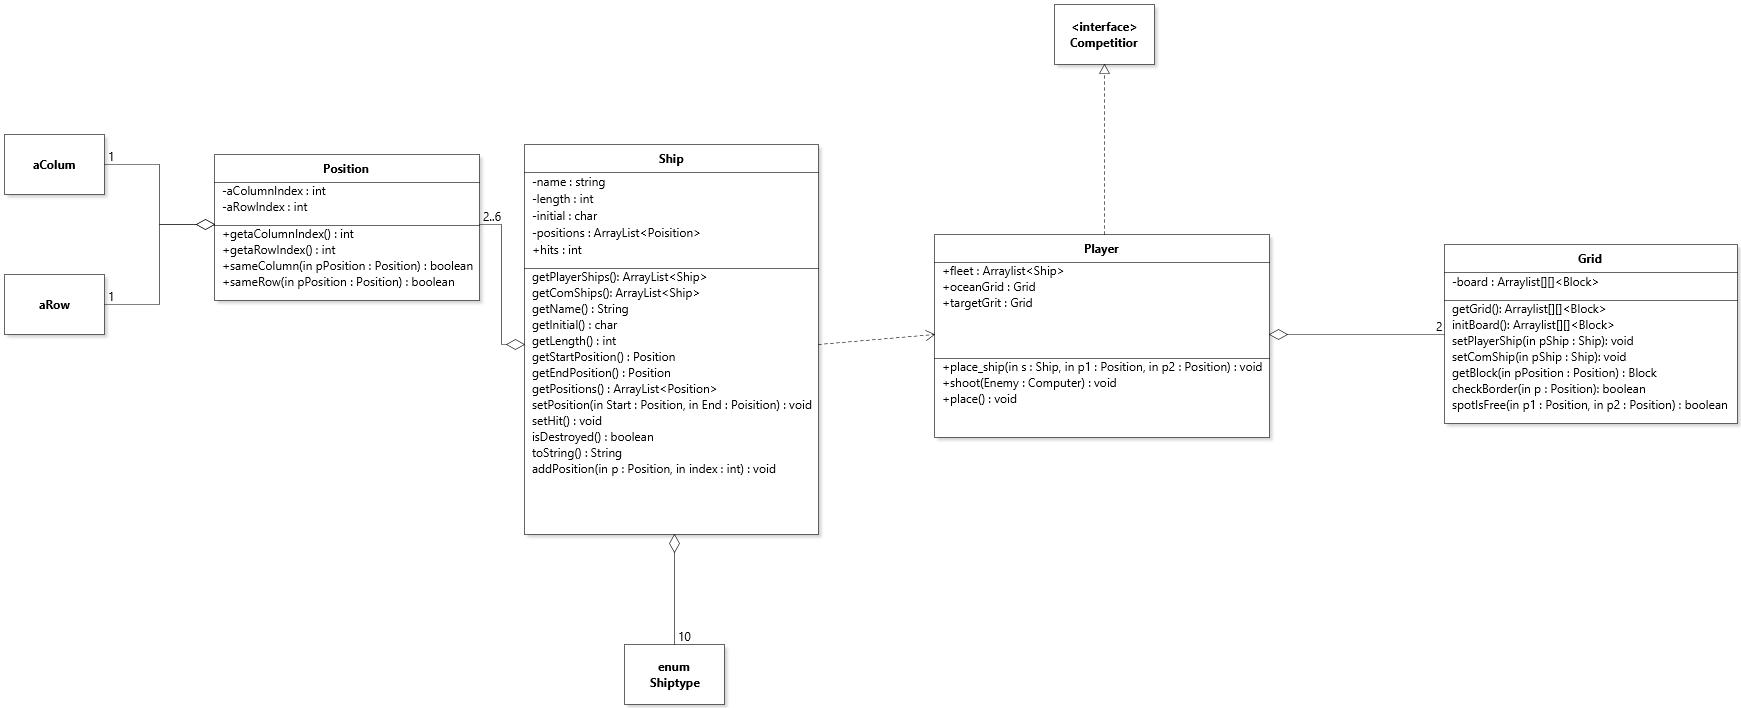 <interface>
Competitior
aColum
1
aRow
1
Position
-aColumnIndex : int
-aRowIndex : int
+getaColumnIndex() : int
+getaRowIndex() : int
+sameColumn(in pPosition : Position) : boolean
+sameRow(in pPosition : Position) : boolean
2..6
Ship
-name : string
-length : int
-initial : char
-positions : ArrayList<Poisition>
+hits : int
getPlayerShips(): ArrayList<Ship>
getComShips(): ArrayList<Ship>
getName() : String
getInitial() : char
getLength() : int
getStartPosition() : Position
getEndPosition() : Position
getPositions() : ArrayList<Position>
setPosition(in Start : Position, in End : Poisition) : void
setHit() : void
isDestroyed() : boolean
toString() : String
addPosition(in p : Position, in index : int) : void
10
enum
Shiptype
Player
+fleet : Arraylist<Ship>
+oceanGrid : Grid
+targetGrit : Grid
+place_ship(in s : Ship, in p1 : Position, in p2 : Position) : void
+shoot(Enemy : Computer) : void
+place() : void
2
Grid
-board : Arraylist[][]<Block>
getGrid(): Arraylist[][]<Block>
initBoard(): Arraylist[][]<Block>
setPlayerShip(in pShip : Ship): void
setComShip(in pShip : Ship): void
getBlock(in pPosition : Position) : Block
checkBorder(in p : Position): boolean
spotIsFree(in p1 : Position, in p2 : Position) : boolean